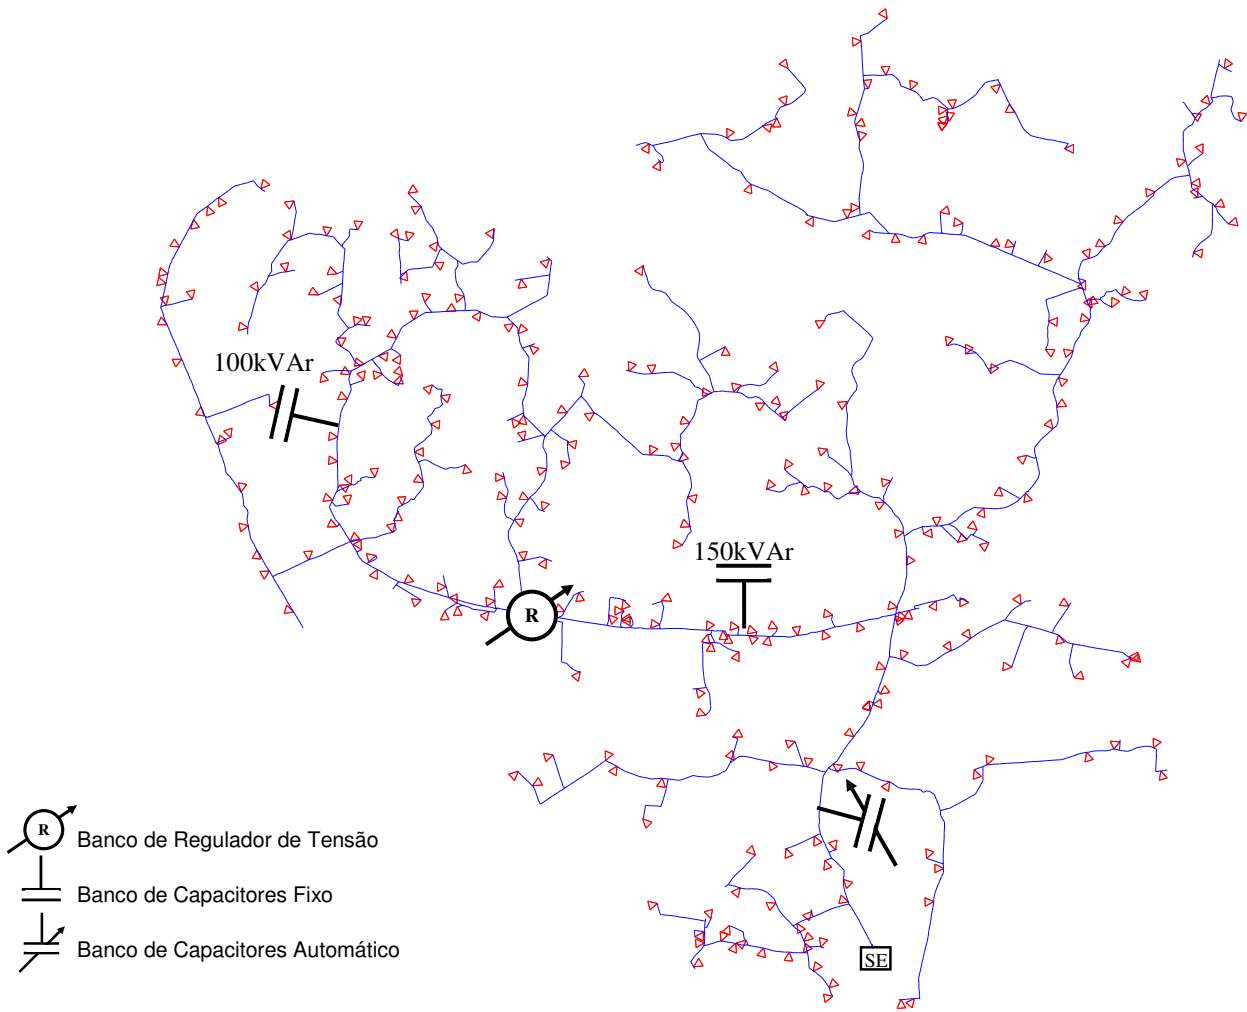 100kVAr
150kVAr
R
SE
R
Banco de Regulador de Tensão
Banco de Capacitores Fixo
Banco de Capacitores Automático